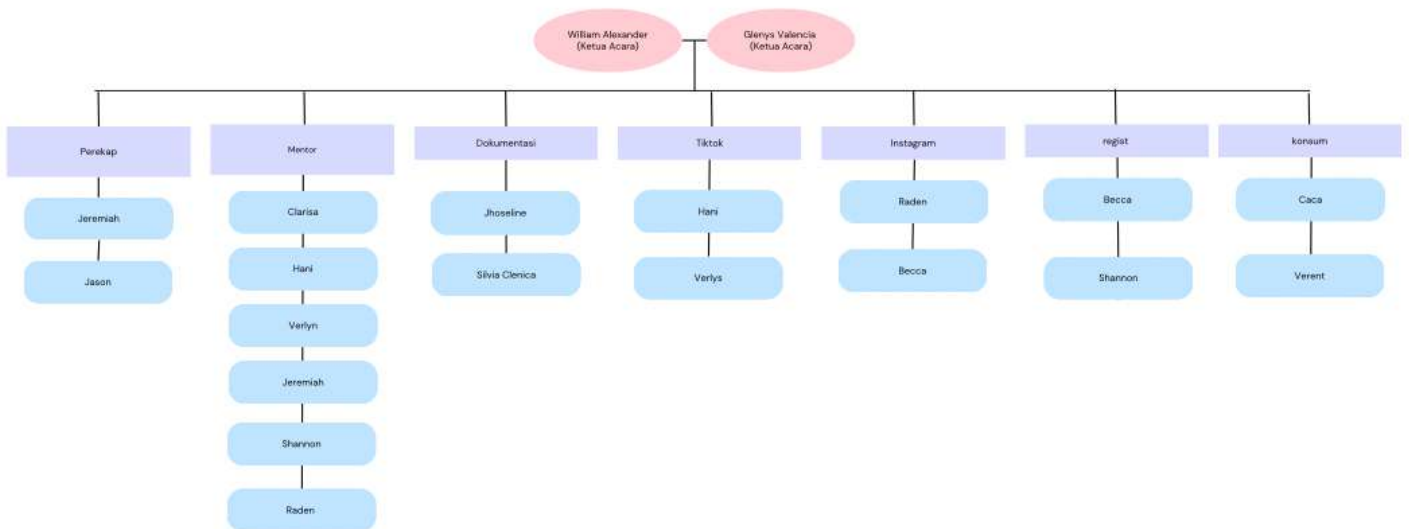 William Alexander
(Ketua Acara)
Glenys Valencia
(Ketua Acara)
Perekap
Mentor
Dokumentasi
Tiktok
Instagram
regist
konsum
Jeremiah
Jason
Clarisa
Hani
Verlyn
Jeremiah
Shannon
Raden
Jhoseline
Silvia Clenica
Hani
Verlys
Raden
Becca
Becca
Shannon
Caca
Verent